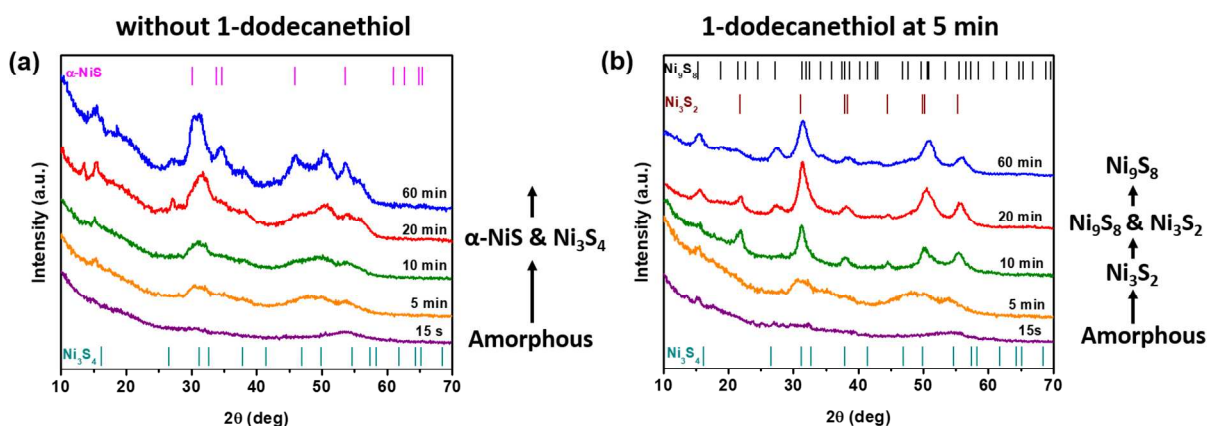 without 1-dodecanethiol
(a)
α-NiS
60 min
20 min
10 min
5 min
15 s
Ni₃S₄
Intensity (a.u.)
10 20 30 40 50 60 70
2θ (deg)
α-NiS & Ni₃S₄
Amorphous
1-dodecanethiol at 5 min
(b)
Ni₉S₈
Ni₃S₂
60 min
20 min
10 min
5 min
15s
Ni₃S₄
Intensity (a.u.)
10 20 30 40 50 60 70
2θ (deg)
Ni₉S₈
Ni₉S₈ & Ni₃S₂
Ni₃S₂
Amorphous